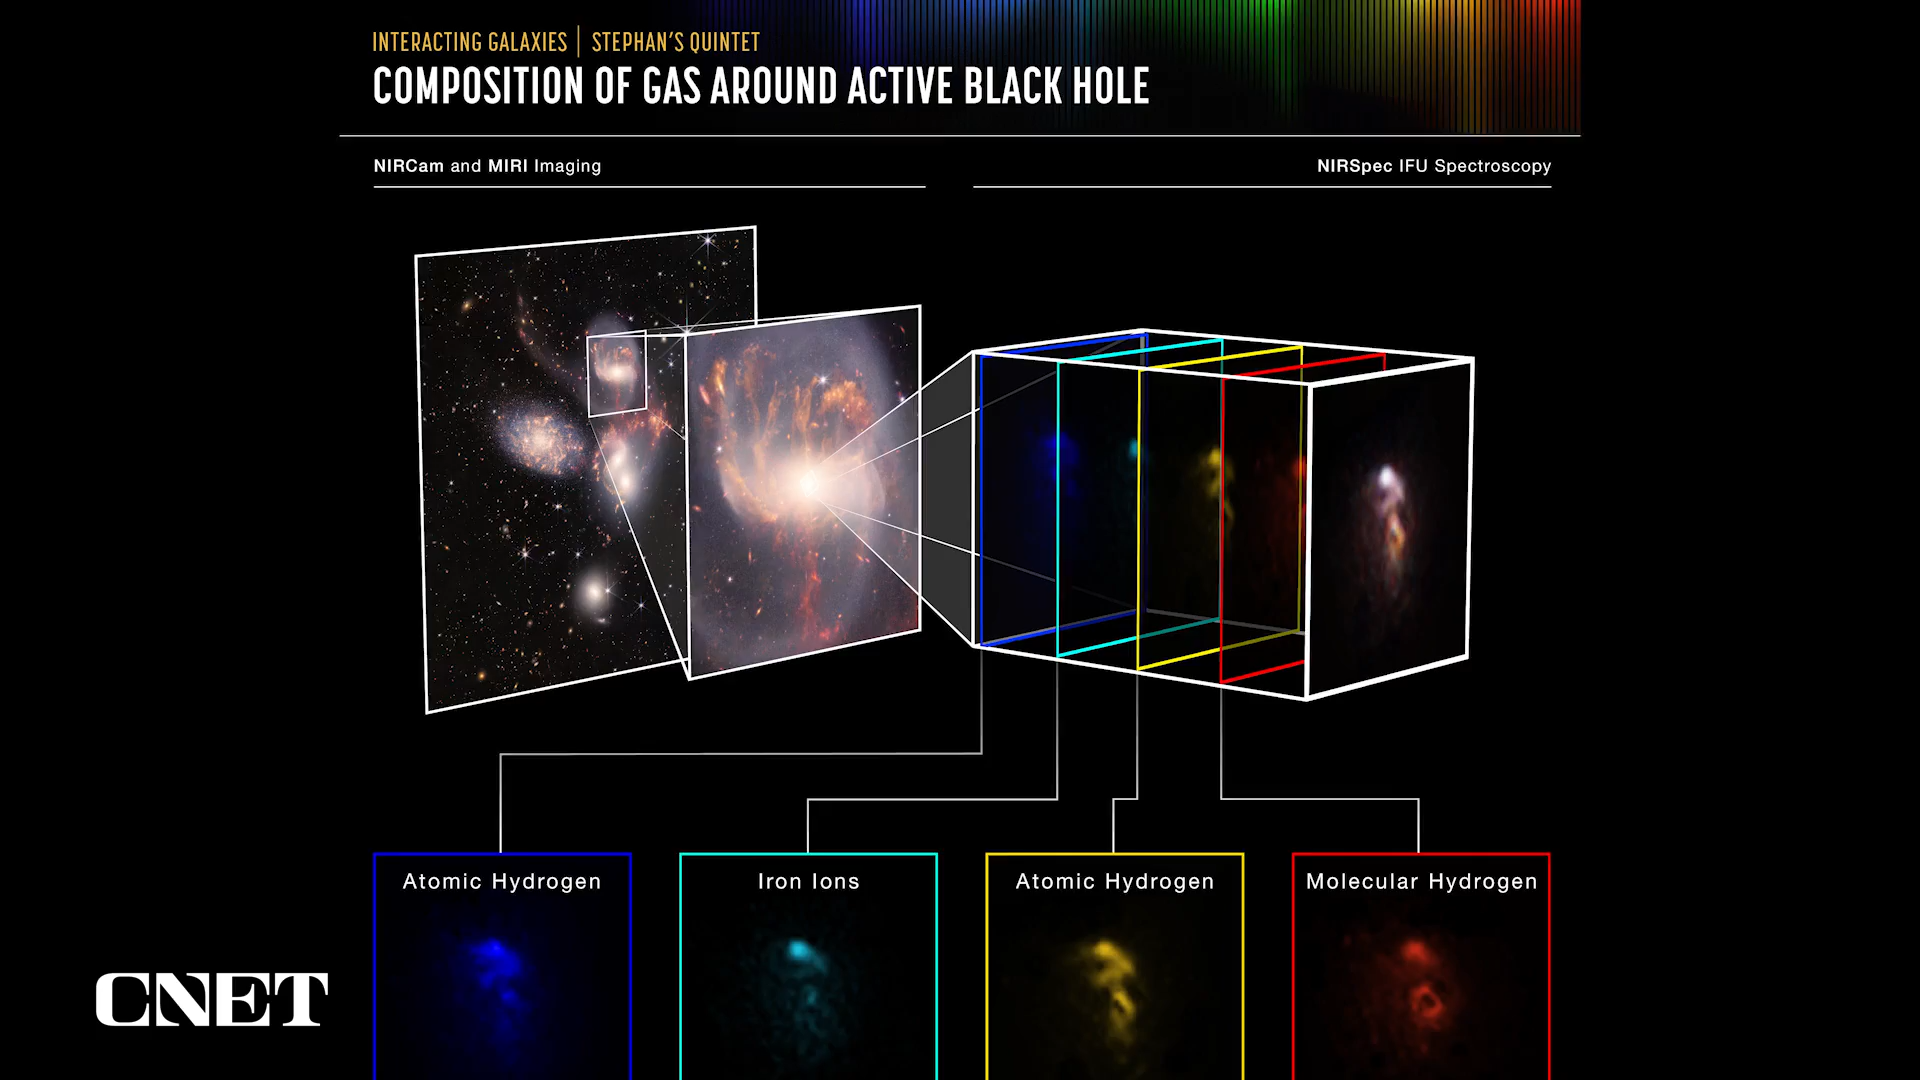 INTERACTING GALAXIES | STEPHAN'S QUINTET
COMPOSITION OF GAS AROUND ACTIVE BLACK HOLE
NIRCam and MIRI Imaging
NIRSpec IFU Spectroscopy
Atomic Hydrogen
Iron Ions
Atomic Hydrogen
Molecular Hydrogen
CNET